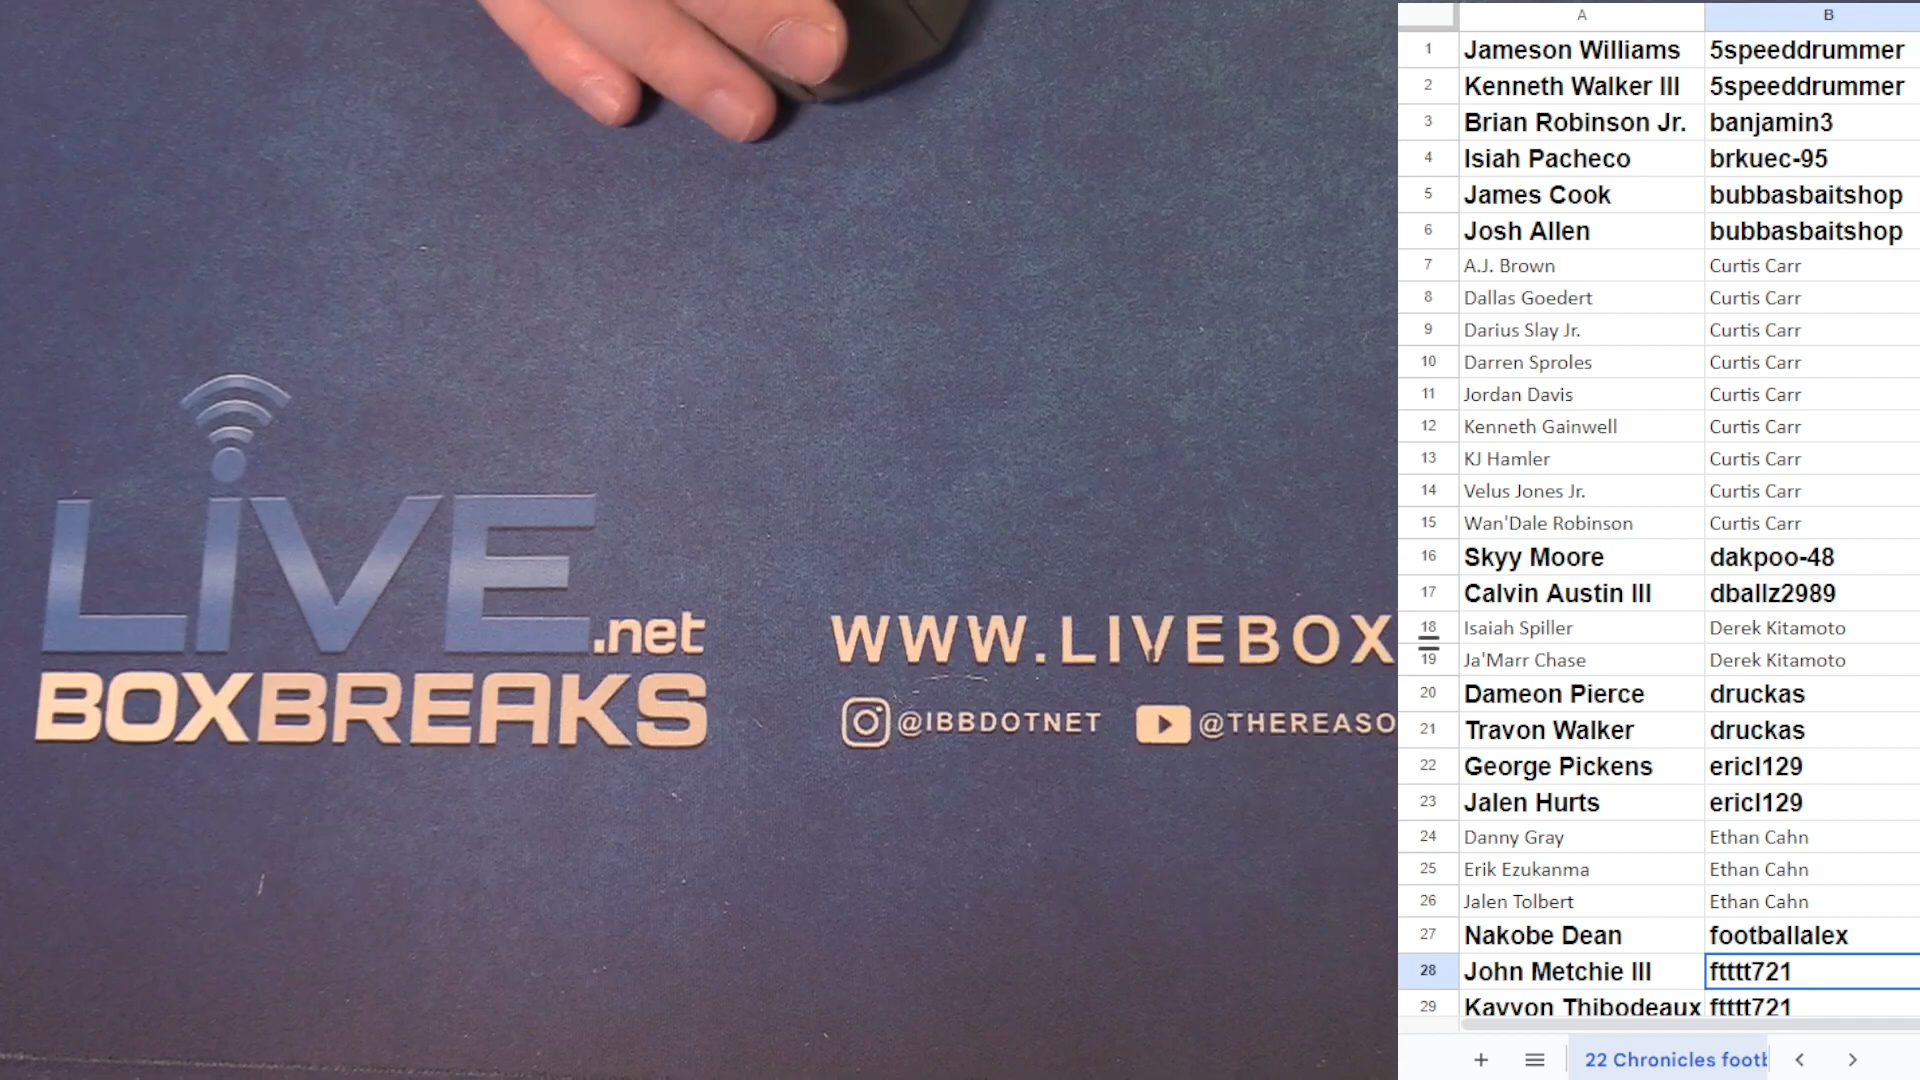 LIVE
.net
BOXBREAKS
WWW.LIVEBOX
@IBBDOTNET
@THEREASO
A B
1 Jameson Williams 5speeddrummer
2 Kenneth Walker III 5speeddrummer
3 Brian Robinson Jr. banjamin3
4 Isiah Pacheco brkuec-95
5 James Cook bubbasbaitshop
6 Josh Allen bubbasbaitshop
7 A.J. Brown Curtis Carr
8 Dallas Goedert Curtis Carr
9 Darius Slay Jr. Curtis Carr
10 Darren Sproles Curtis Carr
11 Jordan Davis Curtis Carr
12 Kenneth Gainwell Curtis Carr
13 KJ Hamler Curtis Carr
14 Velus Jones Jr. Curtis Carr
15 Wan'Dale Robinson Curtis Carr
16 Skyy Moore dakpoo-48
17 Calvin Austin III dballz2989
18 Isaiah Spiller Derek Kitamoto
19 Ja'Marr Chase Derek Kitamoto
20 Dameon Pierce druckas
21 Travon Walker druckas
22 George Pickens ericl129
23 Jalen Hurts ericl129
24 Danny Gray Ethan Cahn
25 Erik Ezukanma Ethan Cahn
26 Jalen Tolbert Ethan Cahn
27 Nakobe Dean footballalex
28 John Metchie III ftttt721
29 Kayvon Thibodeaux ftttt721
22 Chronicles footb